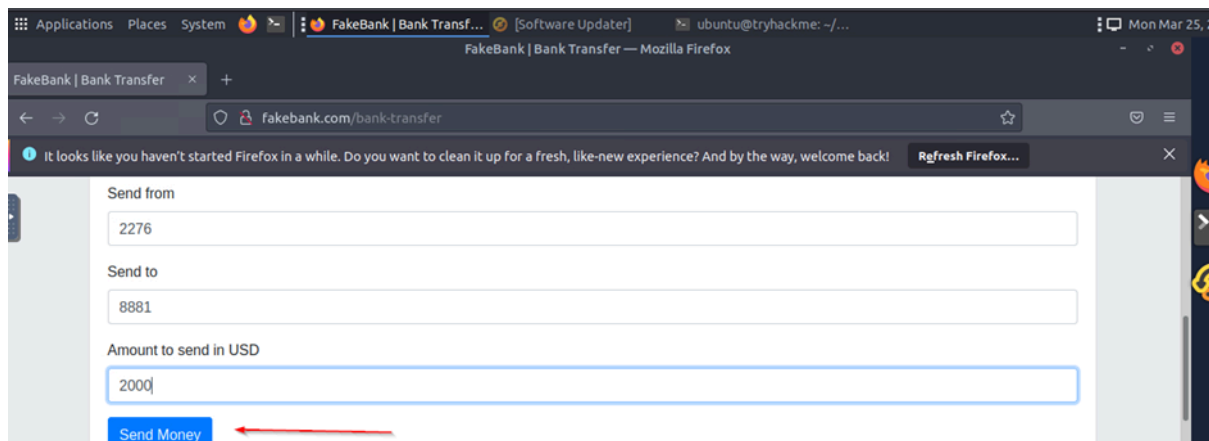 Applications Places System FakeBank | Bank Transf... [Software Updater] ubuntu@tryhackme: ~/... Mon Mar 25,
FakeBank | Bank Transfer — Mozilla Firefox
FakeBank | Bank Transfer × +
fakebank.com/bank-transfer
It looks like you haven't started Firefox in a while. Do you want to clean it up for a fresh, like-new experience? And by the way, welcome back! Refresh Firefox...
Send from
2276
Send to
8881
Amount to send in USD
2000
Send Money